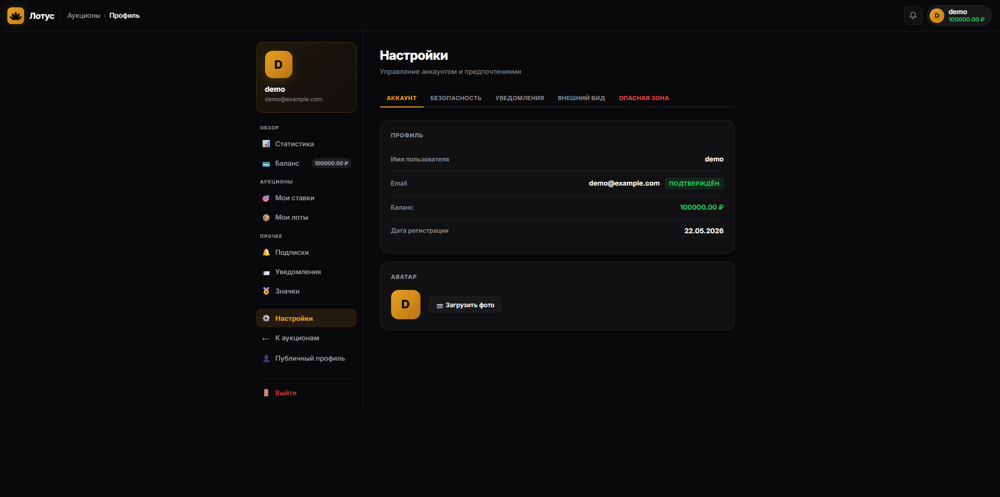 Лотус
Аукционы › Профиль
D
demo
100000.00 ₽
D
demo
demo@example.com
ОБЗОР
Статистика
Баланс 100000.00 ₽
АУКЦИОНЫ
Мои ставки
Мои лоты
ПРОЧЕЕ
Подписки
Уведомления
Значки
Настройки
← К аукционам
Публичный профиль
Выйти
Настройки
Управление аккаунтом и предпочтениями
АККАУНТ БЕЗОПАСНОСТЬ УВЕДОМЛЕНИЯ ВНЕШНИЙ ВИД ОПАСНАЯ ЗОНА
ПРОФИЛЬ
Имя пользователя demo
Email demo@example.com ПОДТВЕРЖДЁН
Баланс 100000.00 ₽
Дата регистрации 22.05.2026
АВАТАР
D
Загрузить фото